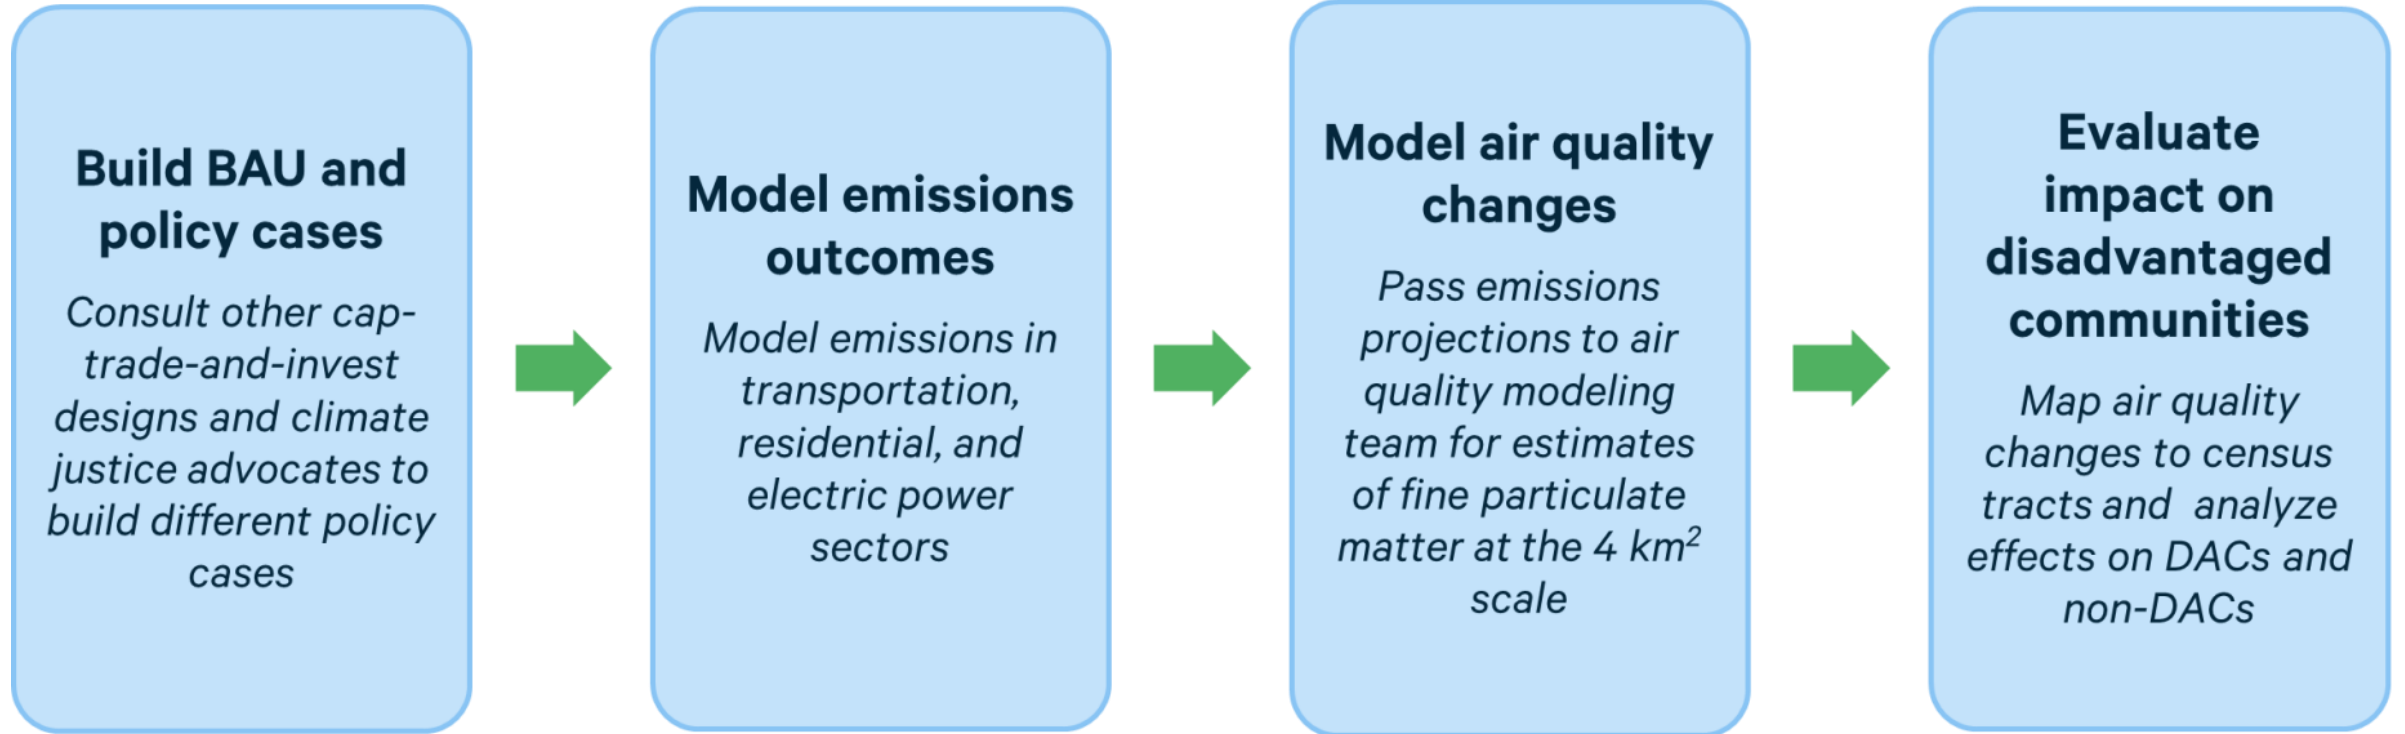 Build BAU and
policy cases
Consult other cap-
trade-and-invest
designs and climate
justice advocates to
build different policy
cases
Model emissions
outcomes
Model emissions in
transportation,
residential, and
electric power
sectors
Model air quality
changes
Pass emissions
projections to air
quality modeling
team for estimates
of fine particulate
matter at the 4 km²
scale
Evaluate
impact on
disadvantaged
communities
Map air quality
changes to census
tracts and  analyze
effects on DACs and
non-DACs